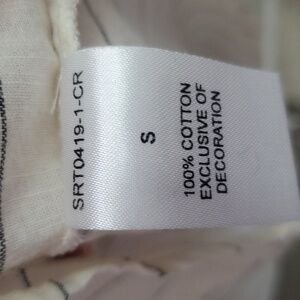 SRT0419-1-CR
S
100% COTTON
EXCLUSIVE OF
DECORATION